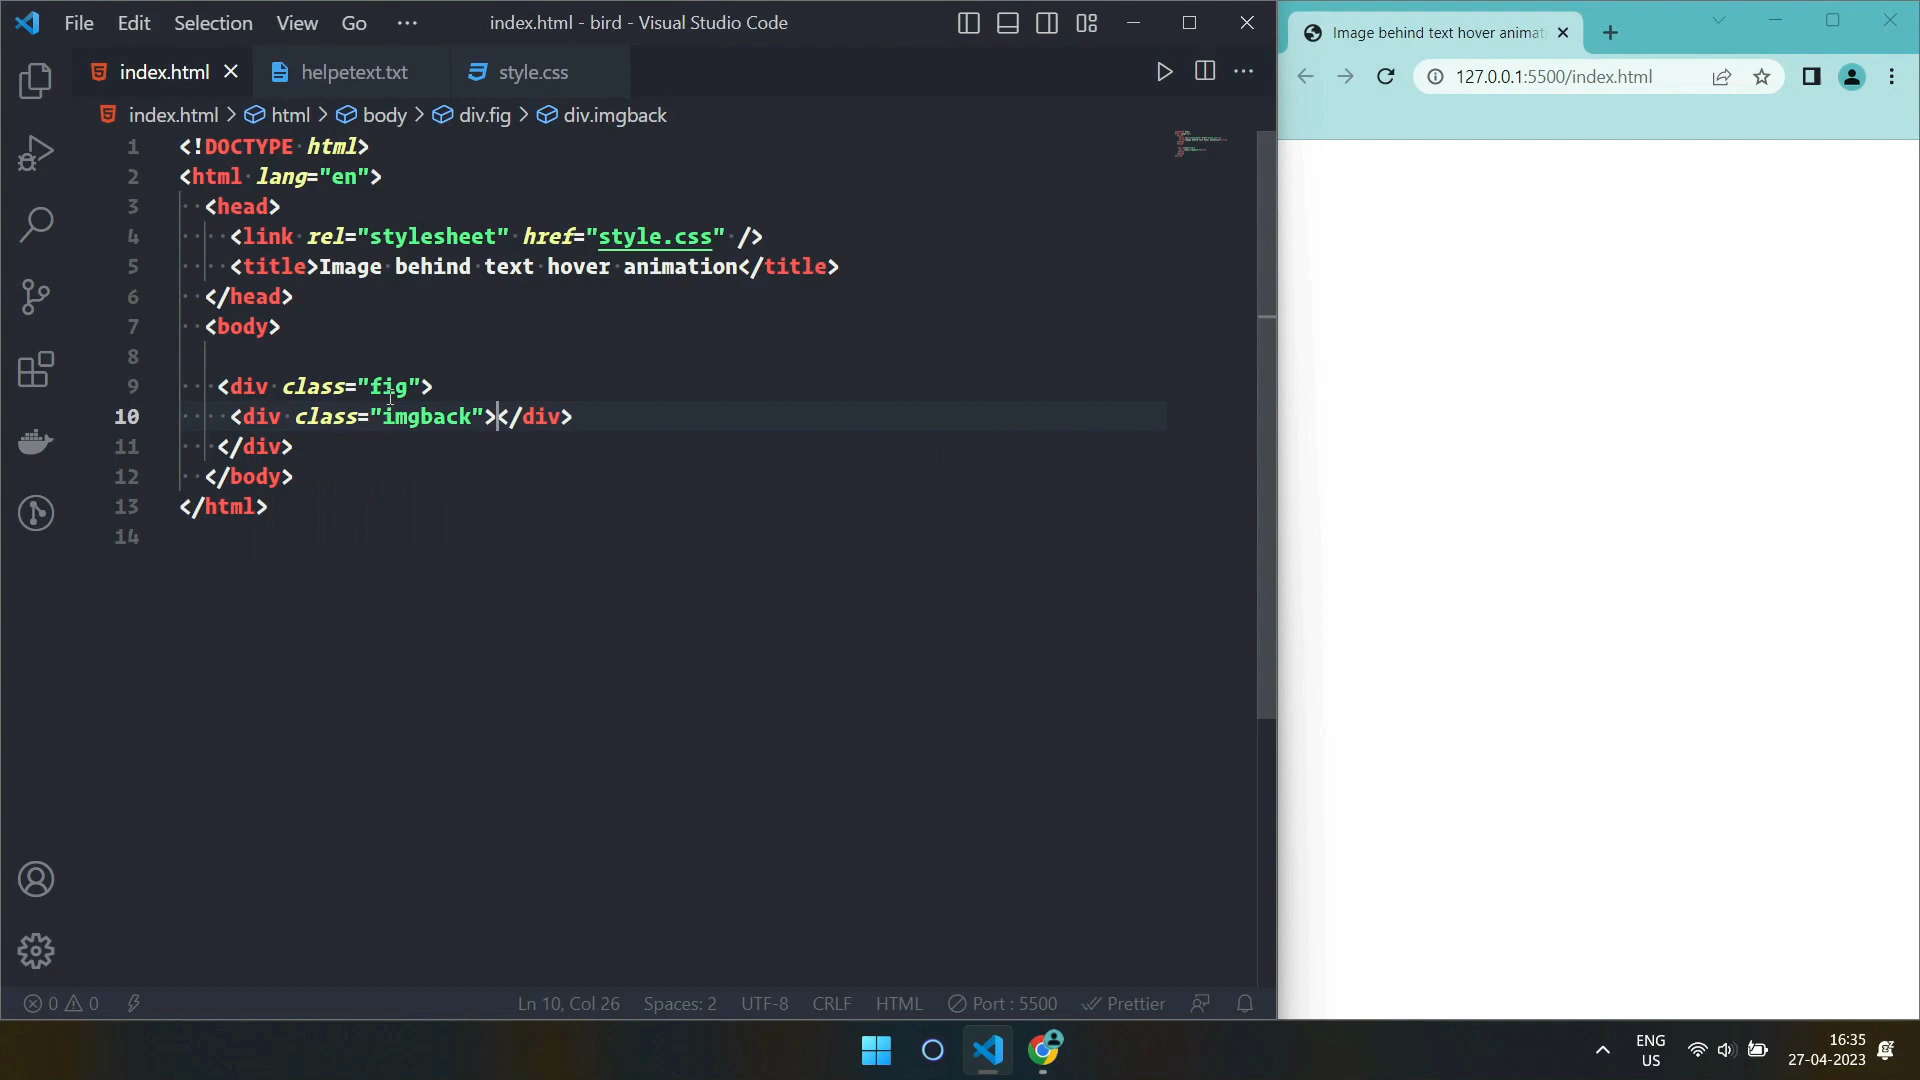 File Edit Selection View Go ··· index.html - bird - Visual Studio Code
index.html helpetext.txt style.css
index.html > html > body > div.fig > div.imgback
1 <!DOCTYPE html>
2 <html lang="en">
3 <head>
4 <link rel="stylesheet" href="style.css" />
5 <title>Image behind text hover animation</title>
6 </head>
7 <body>
8
9 <div class="fig">
10 <div class="imgback"></div>
11 </div>
12 </body>
13 </html>
14
0 0 Ln 10, Col 26 Spaces: 2 UTF-8 CRLF HTML Port : 5500 Prettier
Image behind text hover animat
127.0.0.1:5500/index.html
ENG
US
16:35
27-04-2023